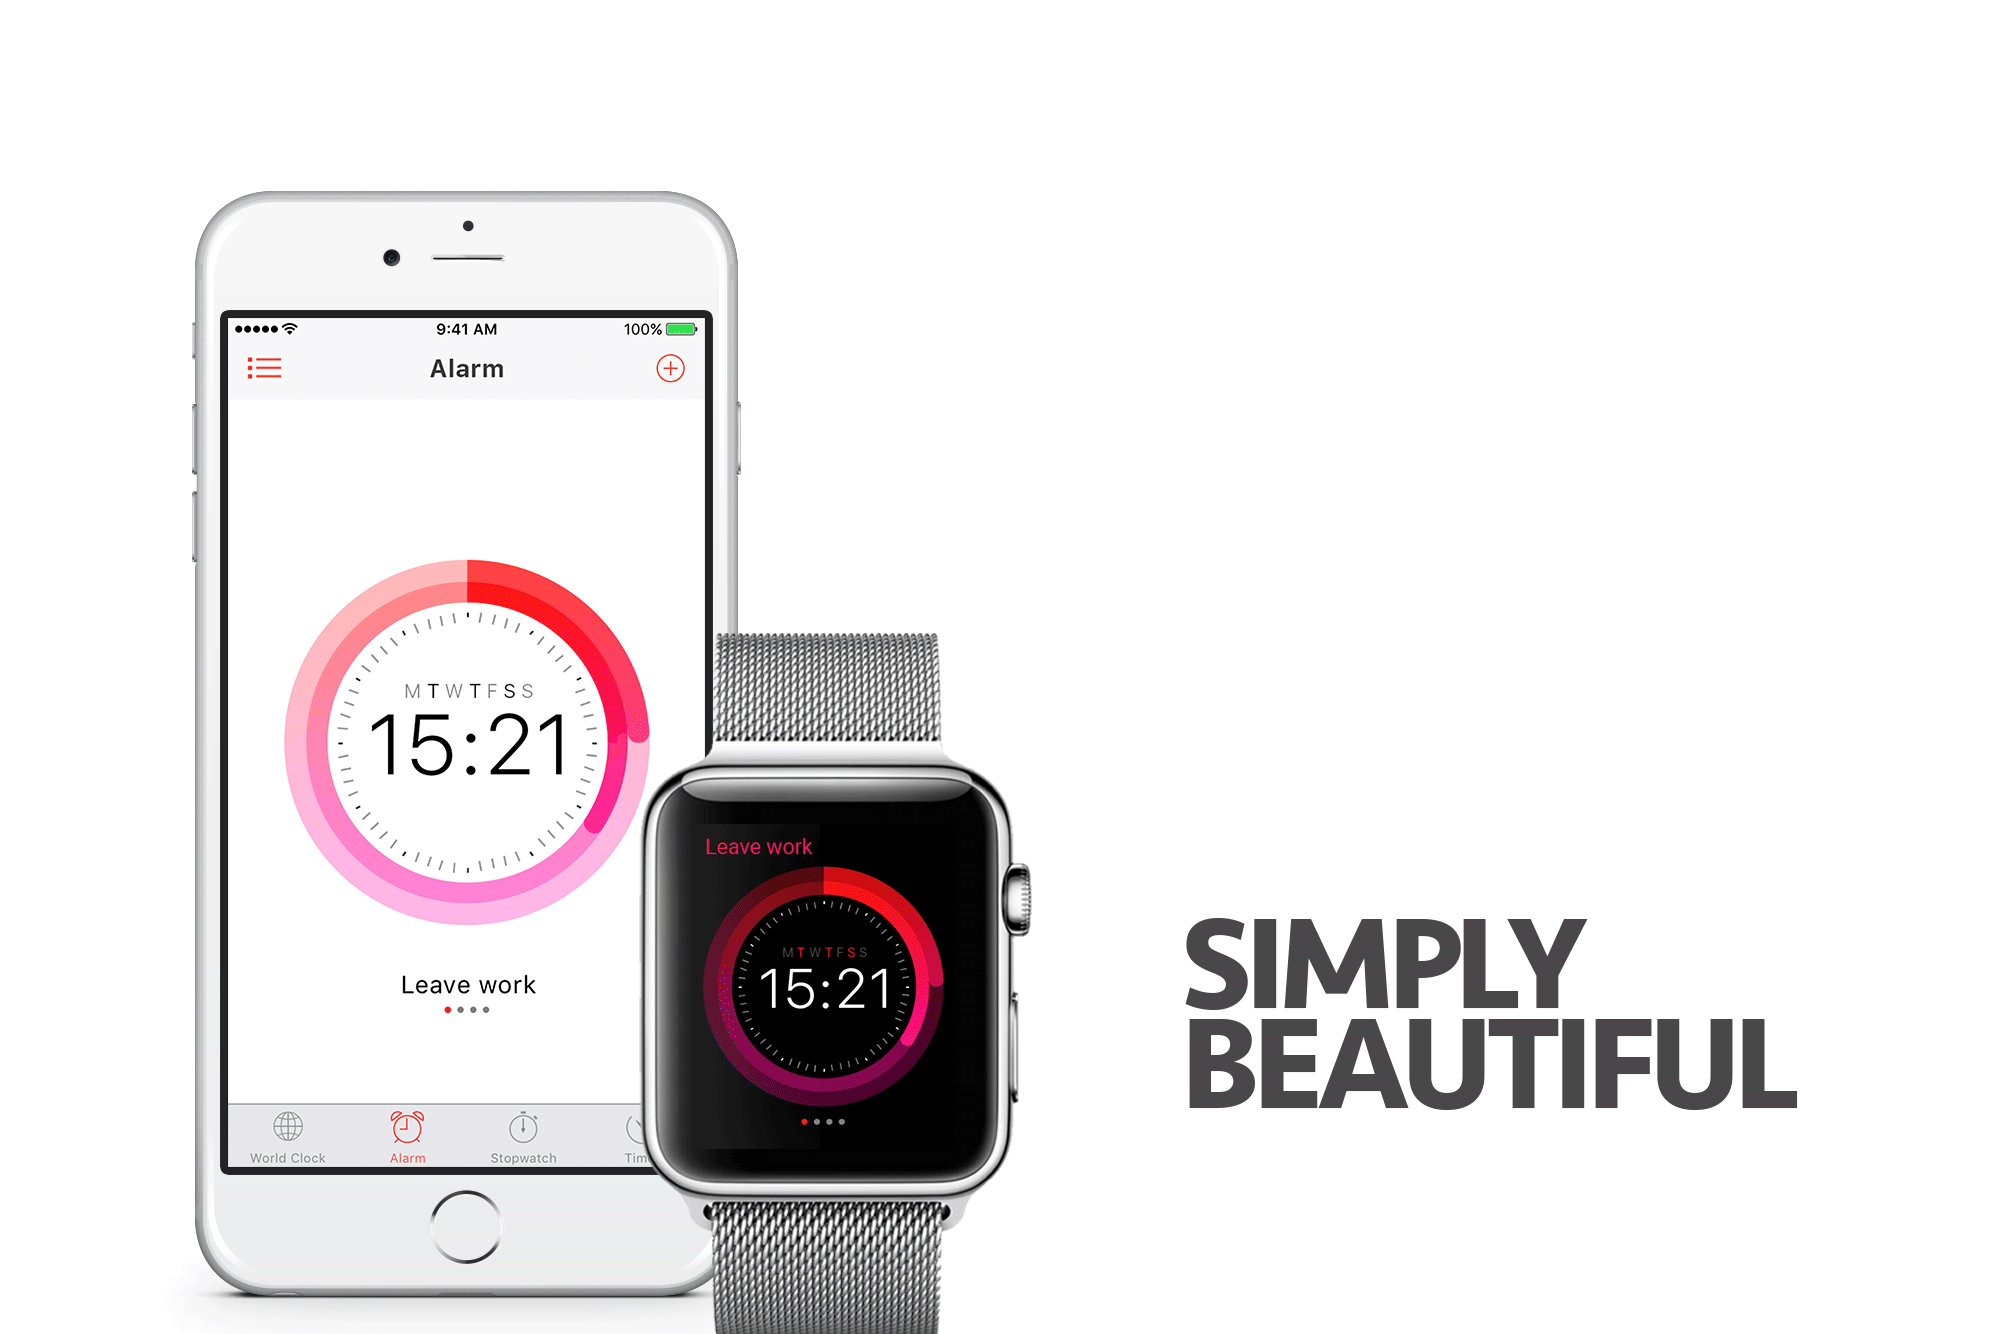 9:41 AM 100%
Alarm
M T W T F S S
15:21
Leave work
World Clock Alarm Stopwatch
Leave work
M T W T F S S
15:21
SIMPLY
BEAUTIFUL